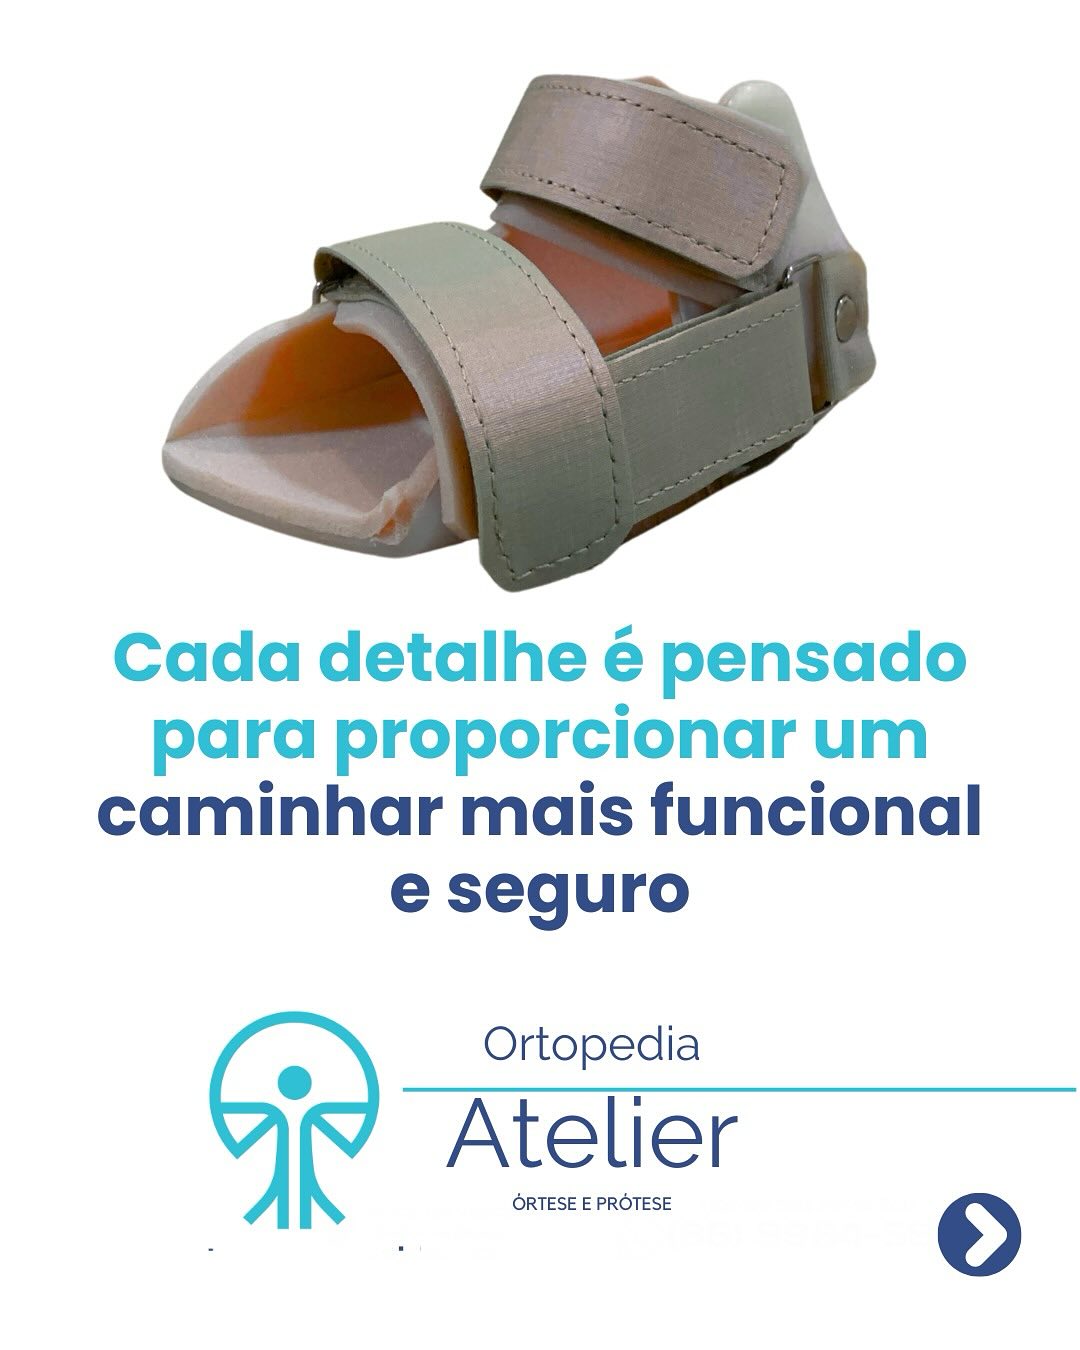 Cada detalhe é pensado
para proporcionar um
caminhar mais funcional
e seguro
Ortopedia
Atelier
ÓRTESE E PRÓTESE